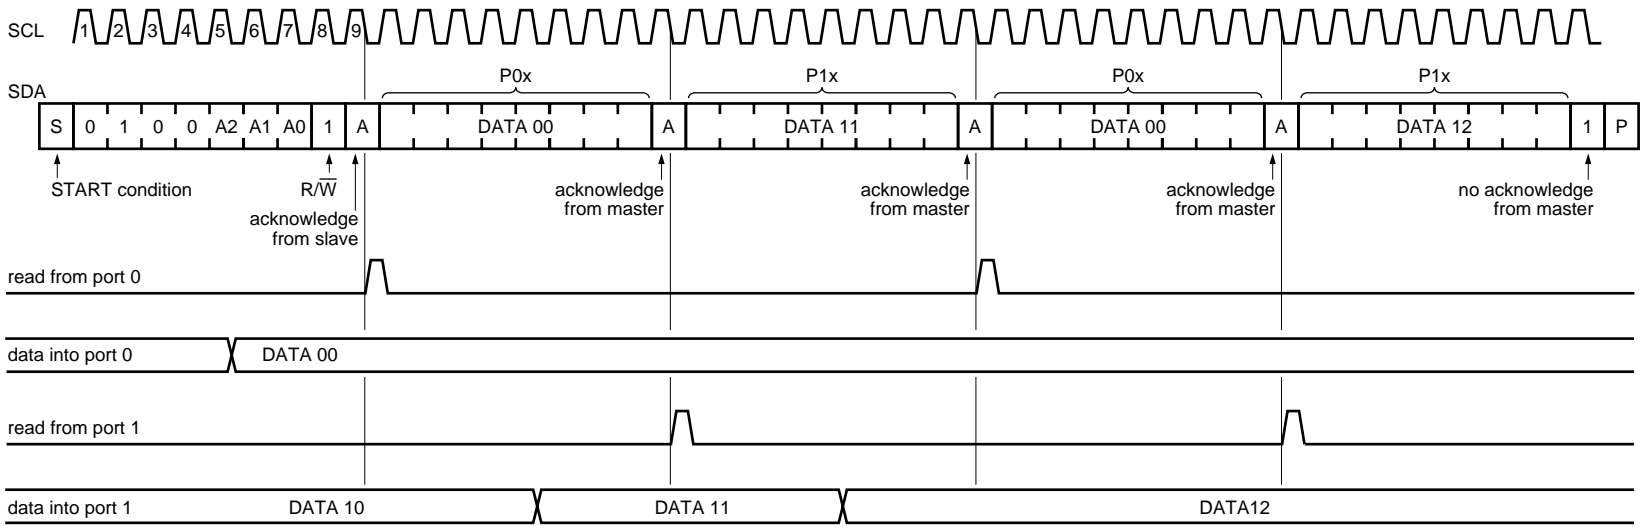 SCL 1 2 3 4 5 6 7 8 9
P0x P1x P0x P1x
SDA
S 0 1 0 0 A2 A1 A0 1 A DATA 00 A DATA 11 A DATA 00 A DATA 12 1 P
START condition R/W acknowledge acknowledge acknowledge no acknowledge
from master from master from master from master
acknowledge
from slave
read from port 0
data into port 0 DATA 00
read from port 1
data into port 1 DATA 10 DATA 11 DATA12